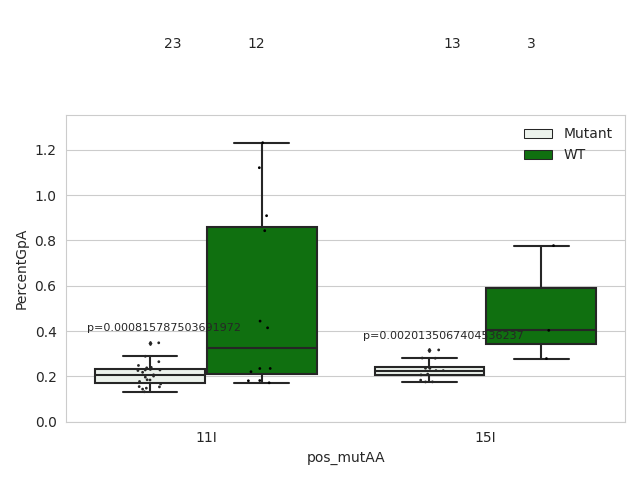 23 12 13 3
Mutant
WT
PercentGpA
1.2
1.0
0.8
0.6
0.4
0.2
0.0
p=0.000815787503691972
p=0.0020135067404536237
11I 15I
pos_mutAA